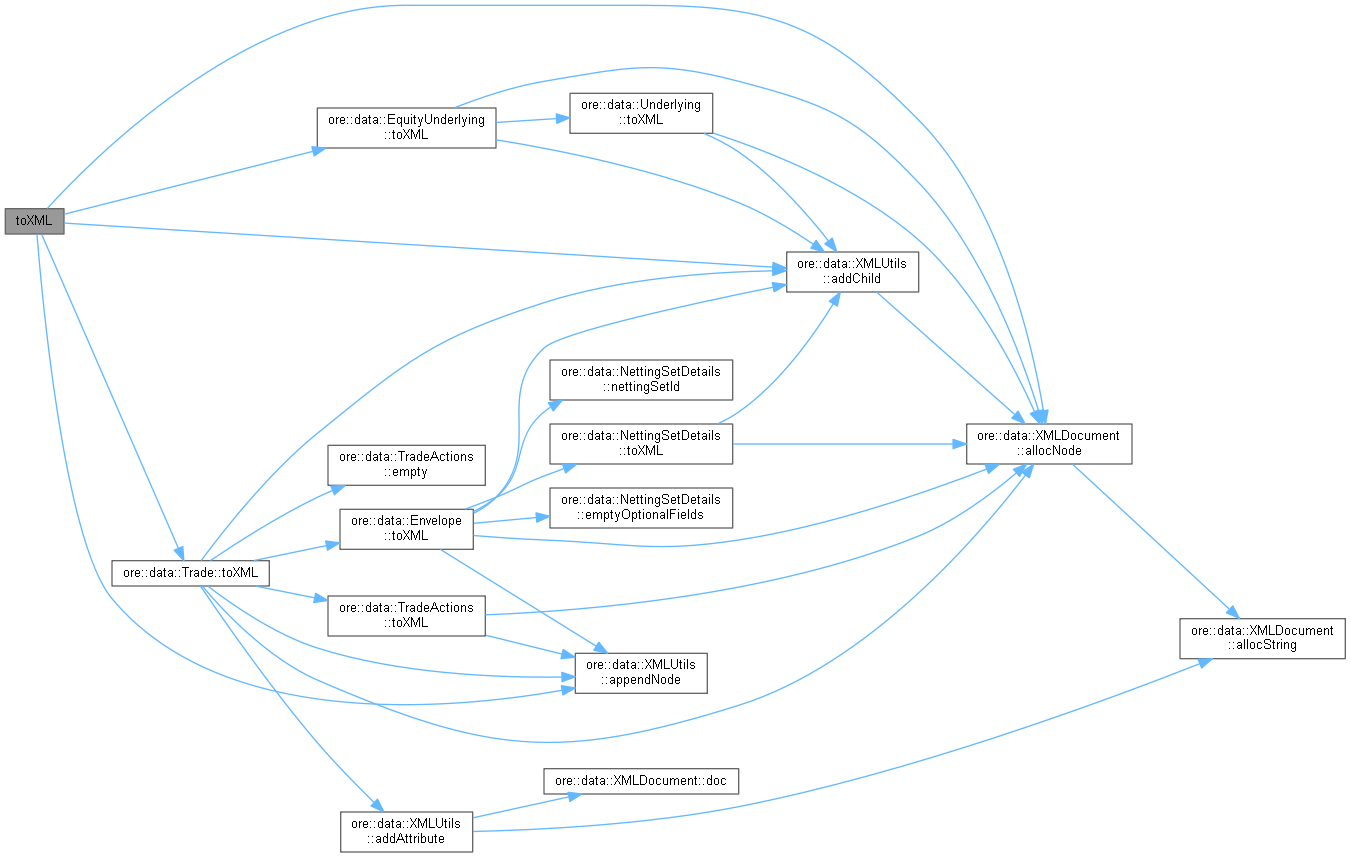 toXML
ore::data::EquityUnderlying
::toXML
ore::data::Underlying
::toXML
ore::data::XMLUtils
::addChild
ore::data::NettingSetDetails
::nettingSetId
ore::data::NettingSetDetails
::toXML
ore::data::XMLDocument
::allocNode
ore::data::TradeActions
::empty
ore::data::NettingSetDetails
::emptyOptionalFields
ore::data::Envelope
::toXML
ore::data::Trade::toXML
ore::data::TradeActions
::toXML
ore::data::XMLDocument
::allocString
ore::data::XMLUtils
::appendNode
ore::data::XMLDocument::doc
ore::data::XMLUtils
::addAttribute